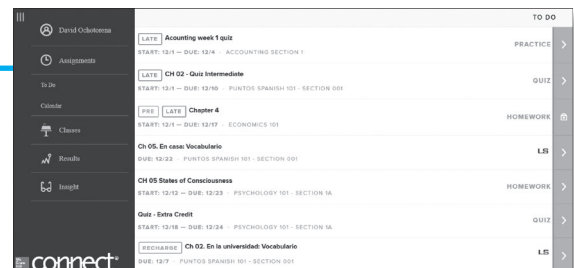 TO DO
David Ochotorena
Assignments
To Do
Calendar
Classes
Results
Insight
connect®
LATE Acounting week 1 quiz
START: 12/1 — DUE: 12/4 · ACCOUNTING SECTION 1
PRACTICE
LATE CH 02 - Quiz Intermediate
START: 12/1 — DUE: 12/10 · PUNTOS SPANISH 101 - SECTION 001
QUIZ
PRE LATE Chapter 4
START: 12/1 — DUE: 12/17 · ECONOMICS 101
HOMEWORK
Ch 05. En casa: Vocabulario
DUE: 12/22 · PUNTOS SPANISH 101 - SECTION 001
LS
CH 05 States of Consciousness
START: 12/12 — DUE: 12/23 · PSYCHOLOGY 101 - SECTION 1A
HOMEWORK
Quiz - Extra Credit
START: 12/18 — DUE: 12/24 · PSYCHOLOGY 101 - SECTION 1A
QUIZ
RECHARGE Ch 02. En la universidad: Vocabulario
DUE: 12/7 · PUNTOS SPANISH 101 - SECTION 001
LS